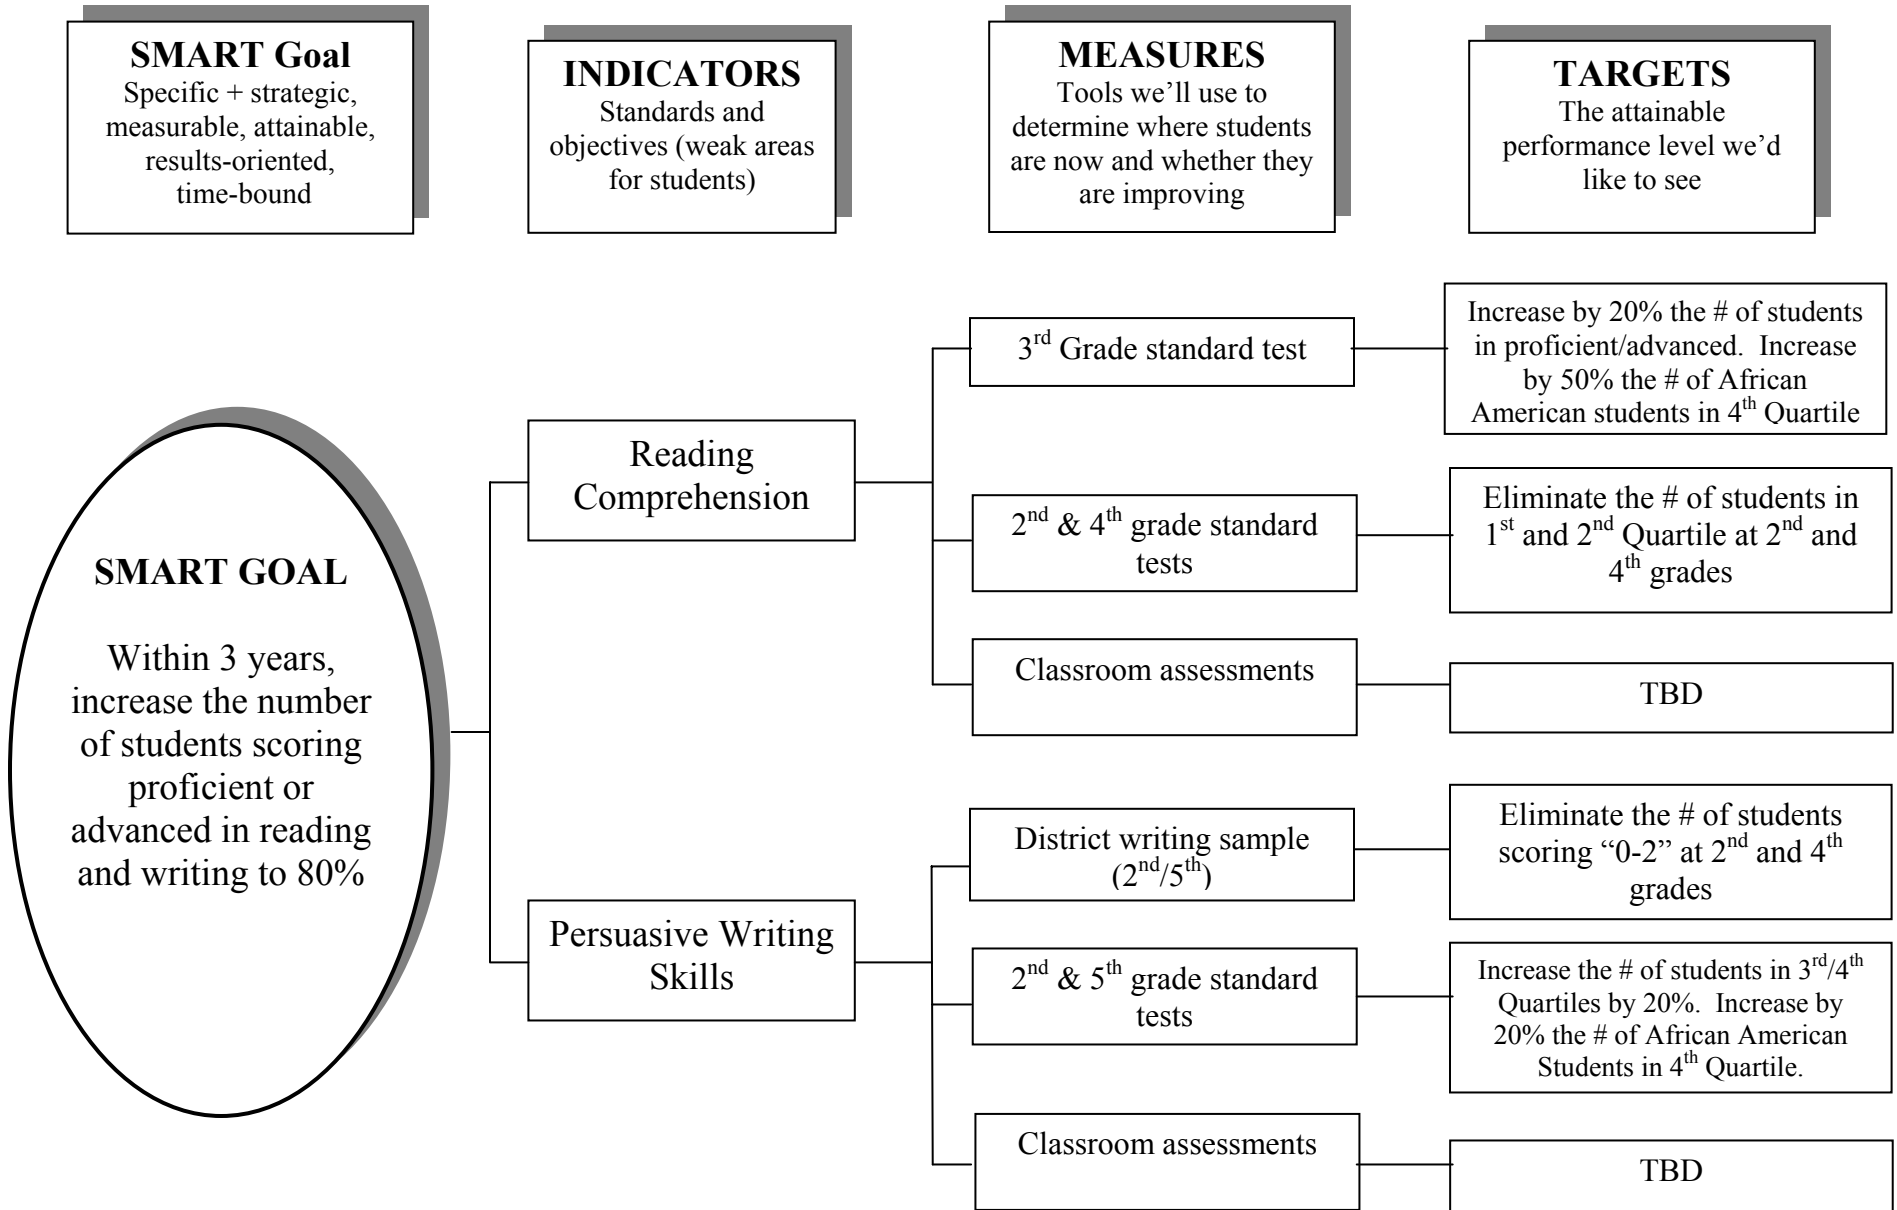 SMART Goal
Specific + strategic,
measurable, attainable,
results-oriented,
time-bound
INDICATORS
Standards and
objectives (weak areas
for students)
MEASURES
Tools we’ll use to
determine where students
are now and whether they
are improving
TARGETS
The attainable
performance level we’d
like to see
SMART GOAL
Within 3 years,
increase the number
of students scoring
proficient or
advanced in reading
and writing to 80%
Reading
Comprehension
3rd Grade standard test
Increase by 20% the # of students
in proficient/advanced. Increase
by 50% the # of African
American students in 4th Quartile
2nd & 4th grade standard
tests
Eliminate the # of students in
1st and 2nd Quartile at 2nd and
4th grades
Classroom assessments
TBD
Persuasive Writing
Skills
District writing sample
(2nd/5th)
Eliminate the # of students
scoring “0-2” at 2nd and 4th
grades
2nd & 5th grade standard
tests
Increase the # of students in 3rd/4th
Quartiles by 20%. Increase by
20% the # of African American
Students in 4th Quartile.
Classroom assessments
TBD